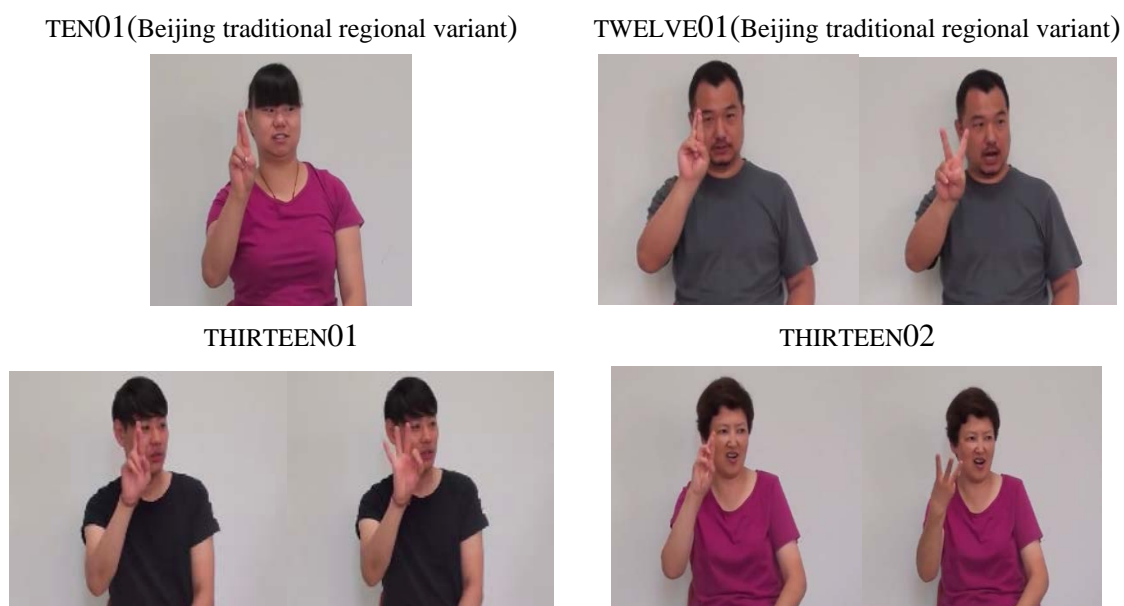 TEN01(Beijing traditional regional variant)
TWELVE01(Beijing traditional regional variant)
THIRTEEN01
THIRTEEN02